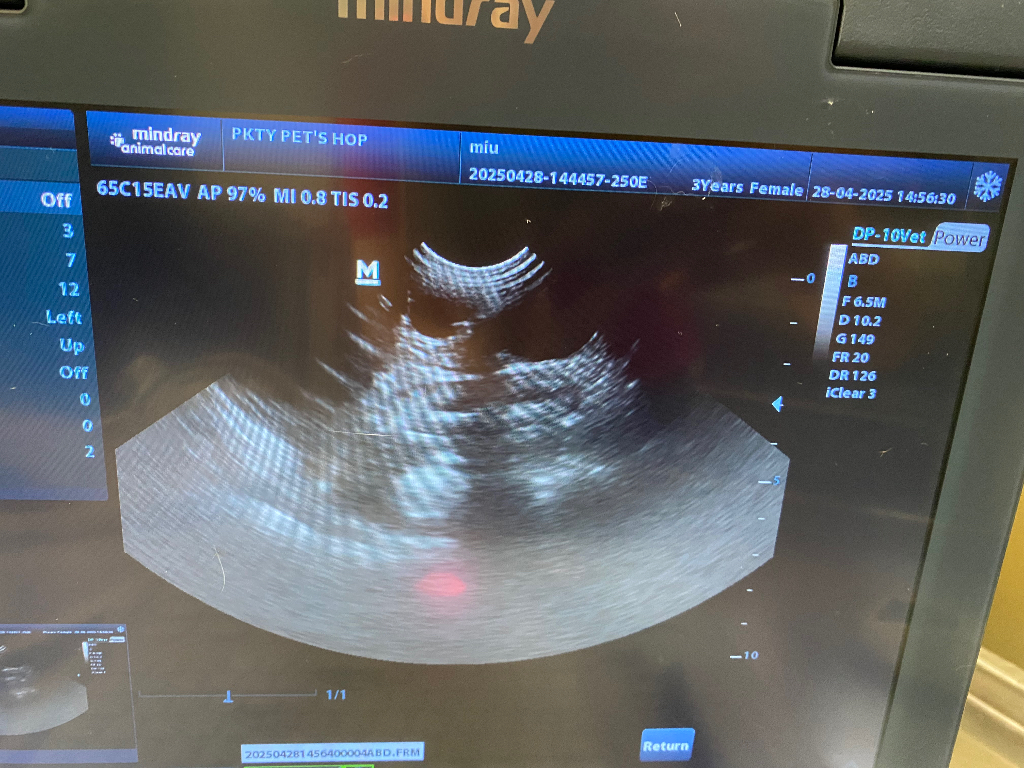 mindray
mindray
animal care
PKTY PET'S HOP
miu
20250428-144457-250E
3Years Female
28-04-2025 14:56:30
65C15EAV AP 97% MI 0.8 TIS 0.2
Off
3
7
12
Left
Up
Off
0
0
2
M
DP-10Vet
Power
ABD
B
F 6.5M
D 10.2
G 149
FR 20
DR 126
iClear 3
0
5
10
1/1
202504281456400004ABD.FRM
Return